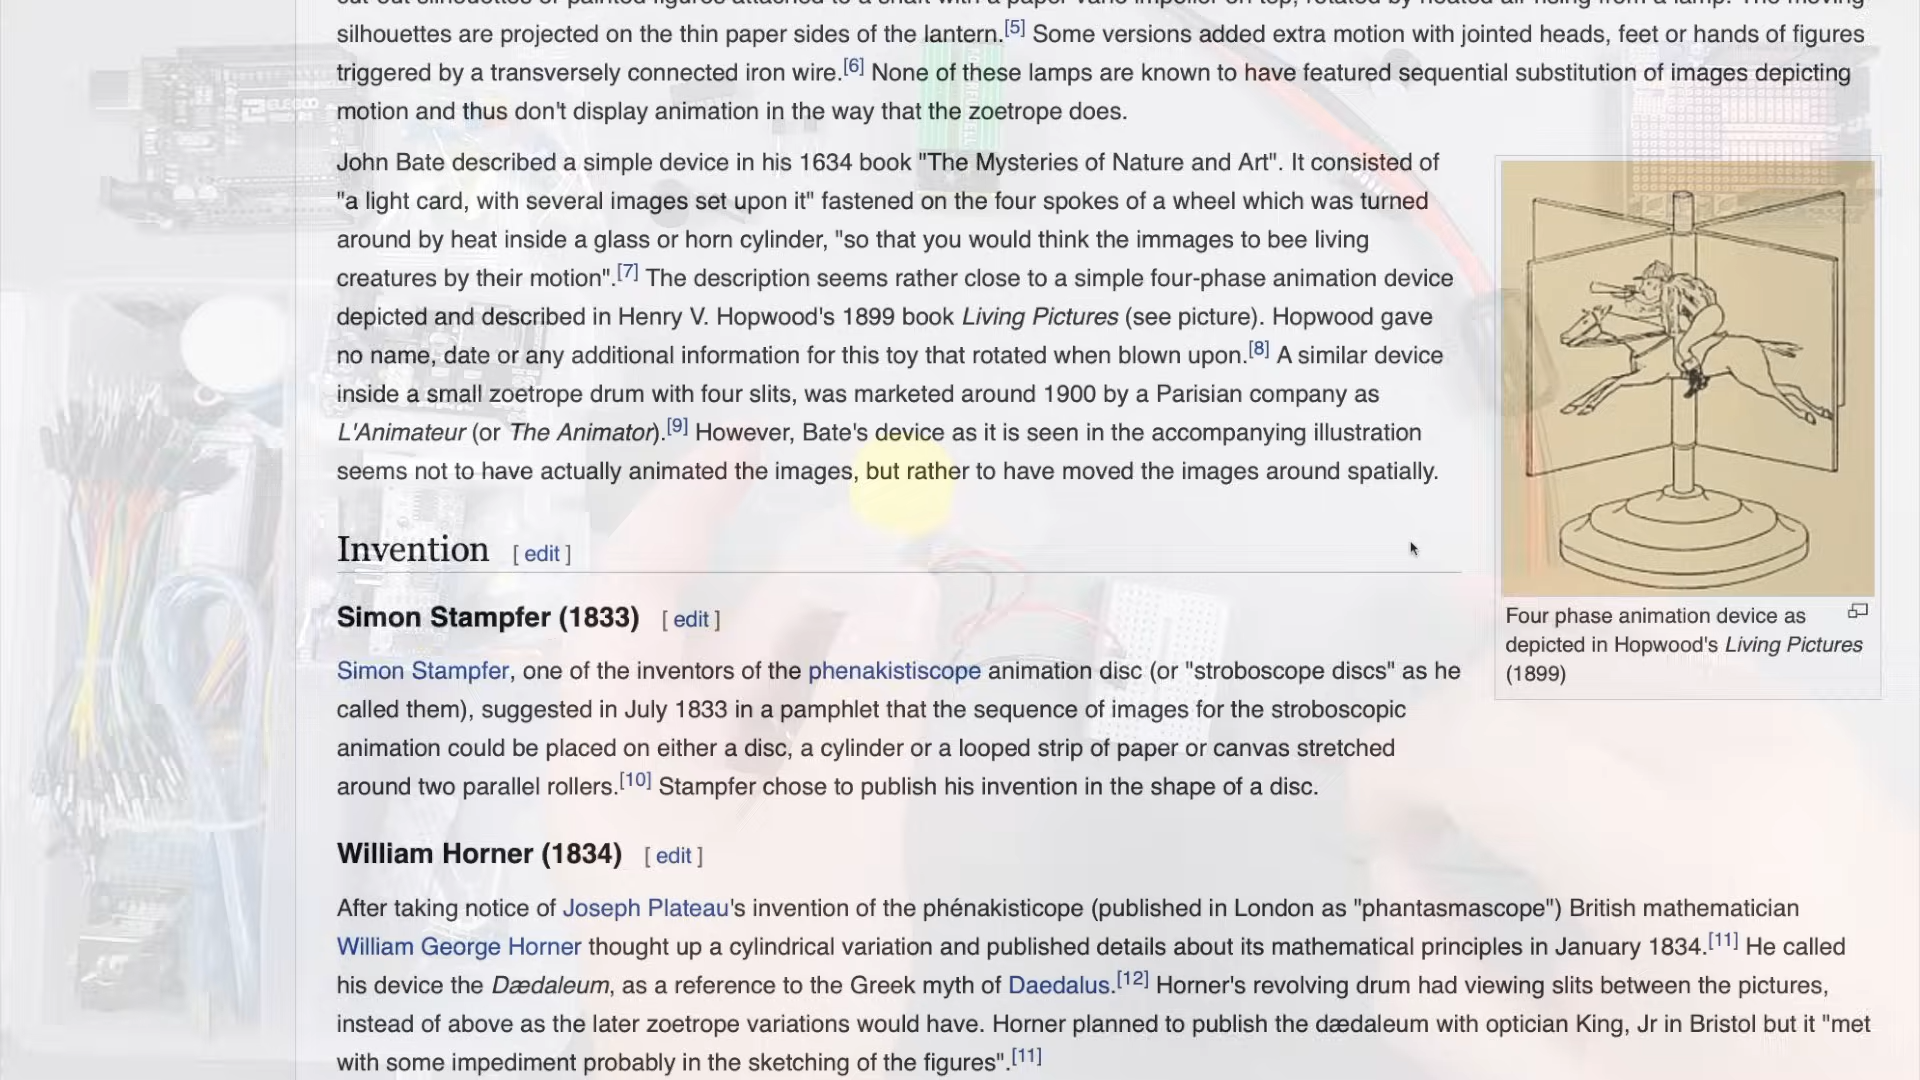 silhouettes are projected on the thin paper sides of the lantern.[5] Some versions added extra motion with jointed heads, feet or hands of figures
triggered by a transversely connected iron wire.[6] None of these lamps are known to have featured sequential substitution of images depicting
motion and thus don't display animation in the way that the zoetrope does.
John Bate described a simple device in his 1634 book "The Mysteries of Nature and Art". It consisted of
"a light card, with several images set upon it" fastened on the four spokes of a wheel which was turned
around by heat inside a glass or horn cylinder, "so that you would think the immages to bee living
creatures by their motion".[7] The description seems rather close to a simple four-phase animation device
depicted and described in Henry V. Hopwood's 1899 book Living Pictures (see picture). Hopwood gave
no name, date or any additional information for this toy that rotated when blown upon.[8] A similar device
inside a small zoetrope drum with four slits, was marketed around 1900 by a Parisian company as
L'Animateur (or The Animator).[9] However, Bate's device as it is seen in the accompanying illustration
seems not to have actually animated the images, but rather to have moved the images around spatially.
Four phase animation device as
depicted in Hopwood's Living Pictures
(1899)
Invention [ edit ]
Simon Stampfer (1833) [ edit ]
Simon Stampfer, one of the inventors of the phenakistiscope animation disc (or "stroboscope discs" as he
called them), suggested in July 1833 in a pamphlet that the sequence of images for the stroboscopic
animation could be placed on either a disc, a cylinder or a looped strip of paper or canvas stretched
around two parallel rollers.[10] Stampfer chose to publish his invention in the shape of a disc.
William Horner (1834) [ edit ]
After taking notice of Joseph Plateau's invention of the phénakisticope (published in London as "phantasmascope") British mathematician
William George Horner thought up a cylindrical variation and published details about its mathematical principles in January 1834.[11] He called
his device the Dædaleum, as a reference to the Greek myth of Daedalus.[12] Horner's revolving drum had viewing slits between the pictures,
instead of above as the later zoetrope variations would have. Horner planned to publish the dædaleum with optician King, Jr in Bristol but it "met
with some impediment probably in the sketching of the figures".[11]
ELEGOO